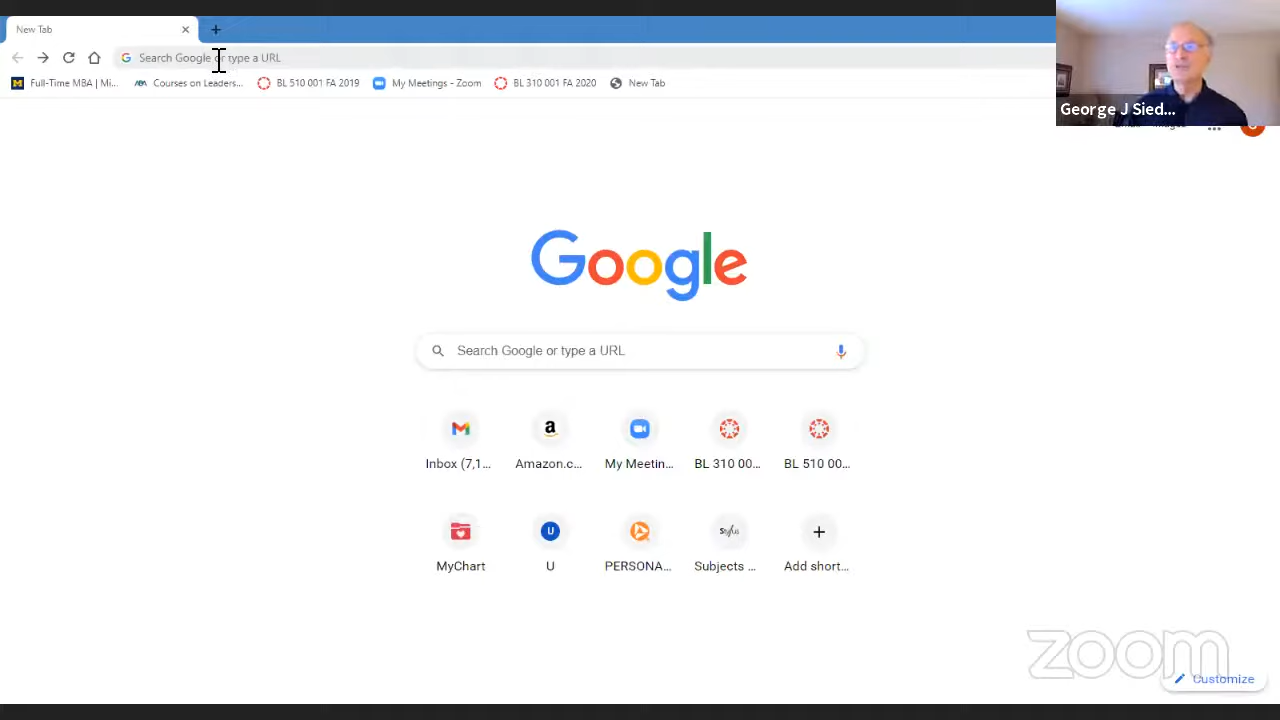 New Tab
Search Google or type a URL
Full-Time MBA | Mi...
Courses on Leaders...
BL 510 001 FA 2019
My Meetings - Zoom
BL 310 001 FA 2020
New Tab
George J Sied...
Google
Search Google or type a URL
Inbox (7,1...
a
Amazon.c...
My Meetin...
BL 310 00...
BL 510 00...
MyChart
U
U
PERSONA...
Subjects ...
Add short...
zoom
Customize